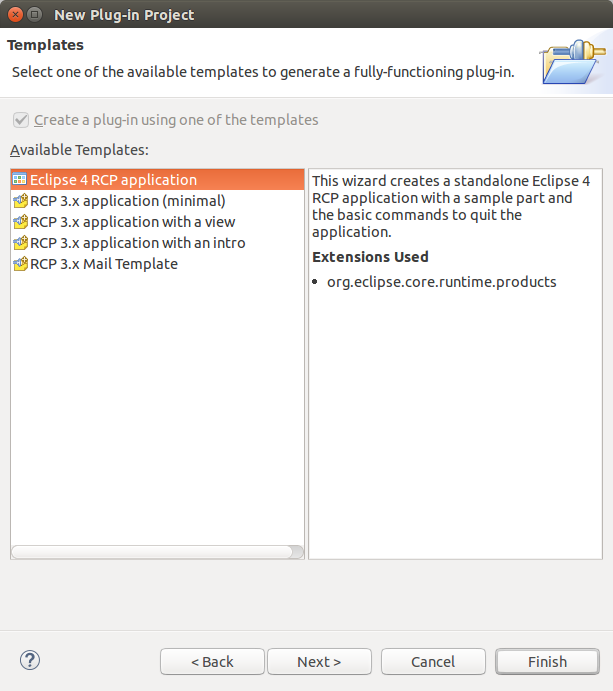 New Plug-in Project
Templates
Select one of the available templates to generate a fully-functioning plug-in.
Create a plug-in using one of the templates
Available Templates:
Eclipse 4 RCP application
RCP 3.x application (minimal)
RCP 3.x application with a view
RCP 3.x application with an intro
RCP 3.x Mail Template
This wizard creates a standalone Eclipse 4
RCP application with a sample part and
the basic commands to quit the
application.
Extensions Used
• org.eclipse.core.runtime.products
?
< Back
Next >
Cancel
Finish